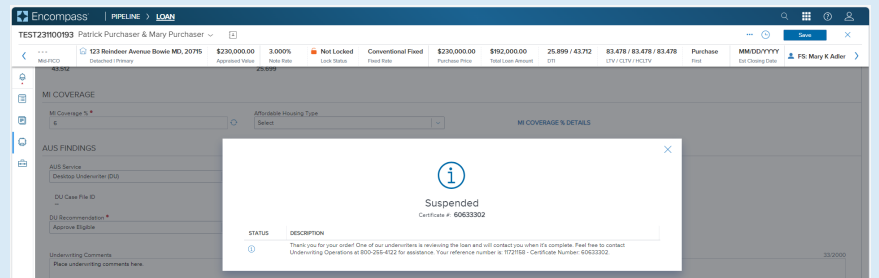 Encompass® PIPELINE > LOAN
TEST231100193 Patrick Purchaser & Mary Purchaser
Save
--- 123 Reindeer Avenue Bowie MD, 20715 $230,000.00 3.000% Not Locked Conventional Fixed $230,000.00 $192,000.00 25.899 / 43.712 83.478 / 83.478 / 83.478 Purchase MM/DD/YYYY FS: Mary K Adler
Mid-FICO Detached | Primary Appraised Value Note Rate Lock Status Fixed Rate Purchase Price Total Loan Amount DTI LTV / CLTV / HCLTV First Est Closing Date
43.512 25.699
MI COVERAGE
MI Coverage % * Affordable Housing Type
6 Select MI COVERAGE % DETAILS
AUS FINDINGS
AUS Service
Desktop Underwriter (DU)
DU Case File ID
--
DU Recommendation *
Approve Eligible
Underwriting Comments 33/2000
Place underwriting comments here.
Suspended
Certificate #: 60633302
STATUS DESCRIPTION
Thank you for your order! One of our underwriters is reviewing the loan and will contact you when it's complete. Feel free to contact
Underwriting Operations at 800-255-4122 for assistance. Your reference number is: 11721158 - Certificate Number: 60633302.